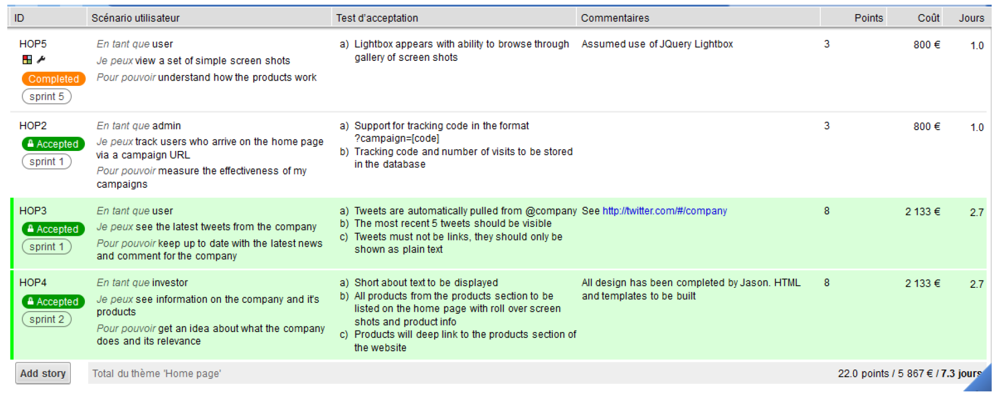 ID Scénario utilisateur Test d'acceptation Commentaires Points Coût Jours
HOP5
Completed
sprint 5
En tant que user
Je peux view a set of simple screen shots
Pour pouvoir understand how the products work
a) Lightbox appears with ability to browse through
gallery of screen shots
Assumed use of JQuery Lightbox
3
800 €
1.0
HOP2
Accepted
sprint 1
En tant que admin
Je peux track users who arrive on the home page
via a campaign URL
Pour pouvoir measure the effectiveness of my
campaigns
a) Support for tracking code in the format
?campaign=[code]
b) Tracking code and number of visits to be stored
in the database
3
800 €
1.0
HOP3
Accepted
sprint 1
En tant que user
Je peux see the latest tweets from the company
Pour pouvoir keep up to date with the latest news
and comment for the company
a) Tweets are automatically pulled from @company
b) The most recent 5 tweets should be visible
c) Tweets must not be links, they should only be
shown as plain text
See http://twitter.com/#/company
8
2 133 €
2.7
HOP4
Accepted
sprint 2
En tant que investor
Je peux see information on the company and it's
products
Pour pouvoir get an idea about what the company
does and its relevance
a) Short about text to be displayed
b) All products from the products section to be
listed on the home page with roll over screen
shots and product info
c) Products will deep link to the products section of
the website
All design has been completed by Jason. HTML
and templates to be built
8
2 133 €
2.7
Add story
Total du thème 'Home page'
22.0 points / 5 867 € / 7.3 jours